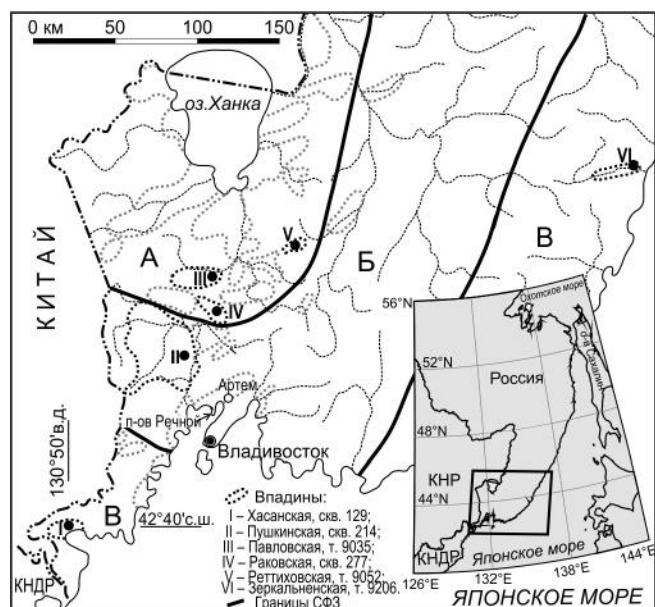 0 км 50 100 150
оз.Ханка
КИТАЙ
А
Б
В
VI
V
III
IV
II
Артем
п-ов Речной
Владивосток
130°50'в.д.
В
I
42°40'с.ш.
КНДР
Впадины:
I – Хасанская, скв. 129;
II – Пушкинская, скв. 214;
III – Павловская, т. 9035;
IV – Раковская, скв. 277;
V – Реттиховская, т. 9052;
VI – Зеркальненская, т. 9206.
Границы СФЗ
56°N
52°N
48°N
44°N
Охотское море
о-в Сахалин
Россия
КНР
КНДР
Японское море
126°E
132°E
138°E
144°E
ЯПОНСКОЕ МОРЕ